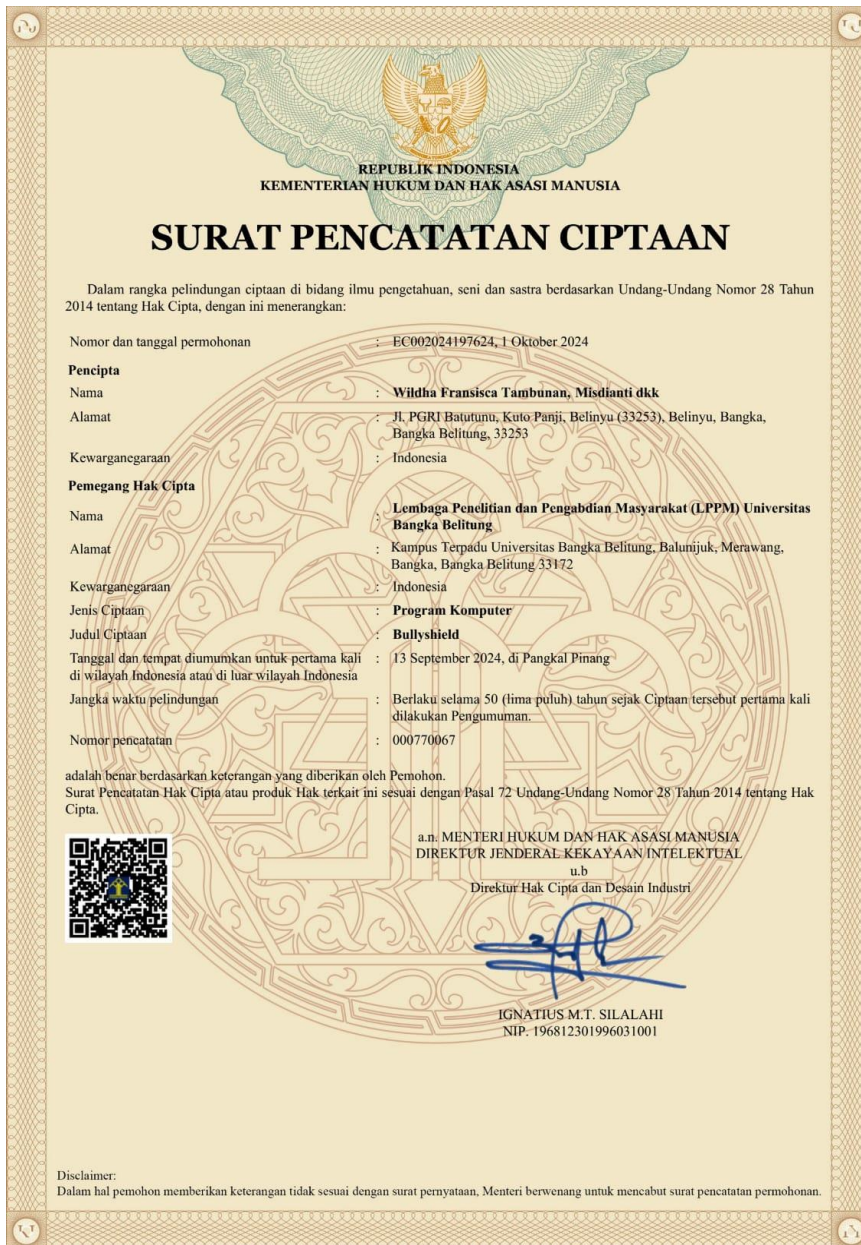 REPUBLIK INDONESIA
KEMENTERIAN HUKUM DAN HAK ASASI MANUSIA
SURAT PENCATATAN CIPTAAN
Dalam rangka pelindungan ciptaan di bidang ilmu pengetahuan, seni dan sastra berdasarkan Undang-Undang Nomor 28 Tahun
2014 tentang Hak Cipta, dengan ini menerangkan:
Nomor dan tanggal permohonan : EC002024197624, 1 Oktober 2024
Pencipta
Nama : Wildha Fransisca Tambunan, Misdianti dkk
Alamat : Jl. PGRI Batutunu, Kuto Panji, Belinyu (33253), Belinyu, Bangka,
Bangka Belitung, 33253
Kewarganegaraan : Indonesia
Pemegang Hak Cipta
Nama : Lembaga Penelitian dan Pengabdian Masyarakat (LPPM) Universitas
Bangka Belitung
Alamat : Kampus Terpadu Universitas Bangka Belitung, Balunijuk, Merawang,
Bangka, Bangka Belitung 33172
Kewarganegaraan : Indonesia
Jenis Ciptaan : Program Komputer
Judul Ciptaan : Bullyshield
Tanggal dan tempat diumumkan untuk pertama kali : 13 September 2024, di Pangkal Pinang
di wilayah Indonesia atau di luar wilayah Indonesia
Jangka waktu pelindungan : Berlaku selama 50 (lima puluh) tahun sejak Ciptaan tersebut pertama kali
dilakukan Pengumuman.
Nomor pencatatan : 000770067
adalah benar berdasarkan keterangan yang diberikan oleh Pemohon.
Surat Pencatatan Hak Cipta atau produk Hak terkait ini sesuai dengan Pasal 72 Undang-Undang Nomor 28 Tahun 2014 tentang Hak
Cipta.
a.n. MENTERI HUKUM DAN HAK ASASI MANUSIA
DIREKTUR JENDERAL KEKAYAAN INTELEKTUAL
u.b
Direktur Hak Cipta dan Desain Industri
IGNATIUS M.T. SILALAHI
NIP. 196812301996031001
Disclaimer:
Dalam hal pemohon memberikan keterangan tidak sesuai dengan surat pernyataan, Menteri berwenang untuk mencabut surat pencatatan permohonan.